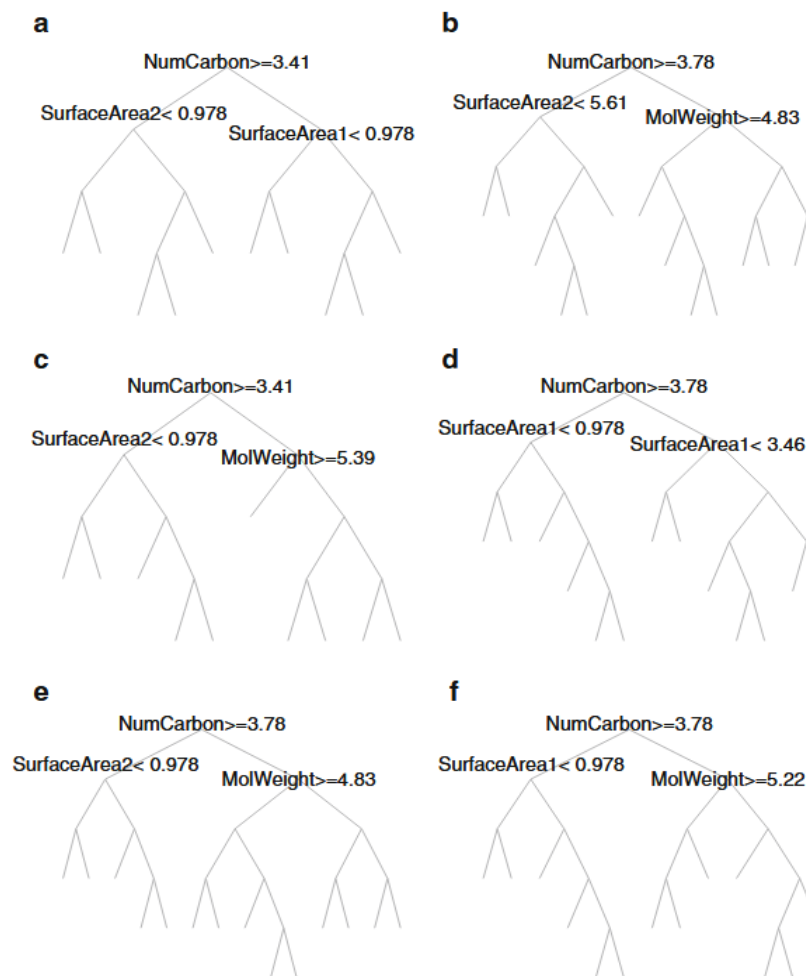 a
NumCarbon>=3.41
SurfaceArea2< 0.978
SurfaceArea1< 0.978
b
NumCarbon>=3.78
SurfaceArea2< 5.61
MolWeight>=4.83
c
NumCarbon>=3.41
SurfaceArea2< 0.978
MolWeight>=5.39
d
NumCarbon>=3.78
SurfaceArea1< 0.978
SurfaceArea1< 3.46
e
NumCarbon>=3.78
SurfaceArea2< 0.978
MolWeight>=4.83
f
NumCarbon>=3.78
SurfaceArea1< 0.978
MolWeight>=5.22